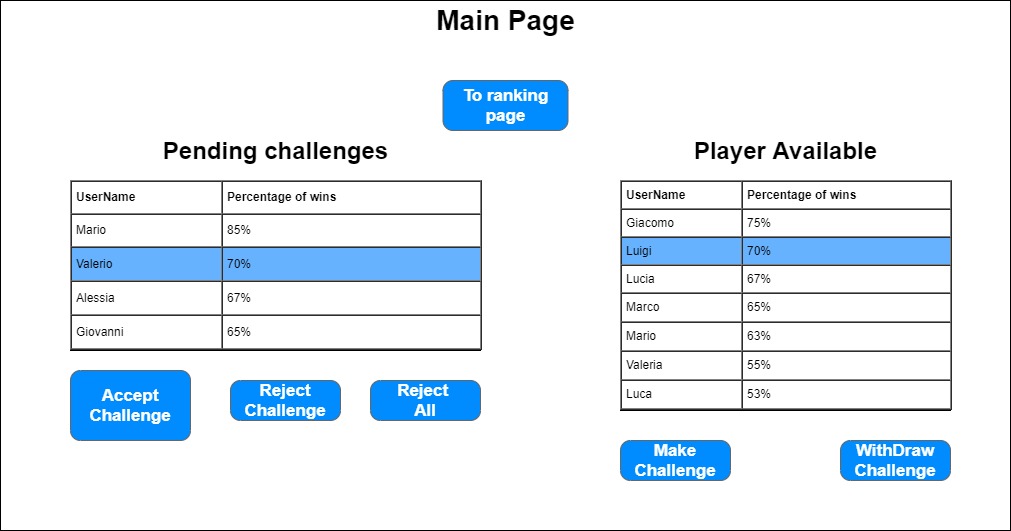 Main Page
To ranking
page
Pending challenges
UserName Percentage of wins
Mario 85%
Valerio 70%
Alessia 67%
Giovanni 65%
Accept
Challenge
Reject
Challenge
Reject
All
Player Available
UserName Percentage of wins
Giacomo 75%
Luigi 70%
Lucia 67%
Marco 65%
Mario 63%
Valeria 55%
Luca 53%
Make
Challenge
WithDraw
Challenge